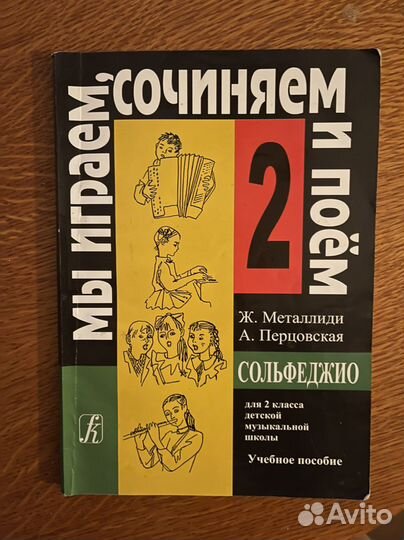 мы играем,
сочиняем
и поём
2
Ж. Металлиди
А. Перцовская
СОЛЬФЕДЖИО
для 2 класса
детской
музыкальной
школы
Учебное пособие
Avito